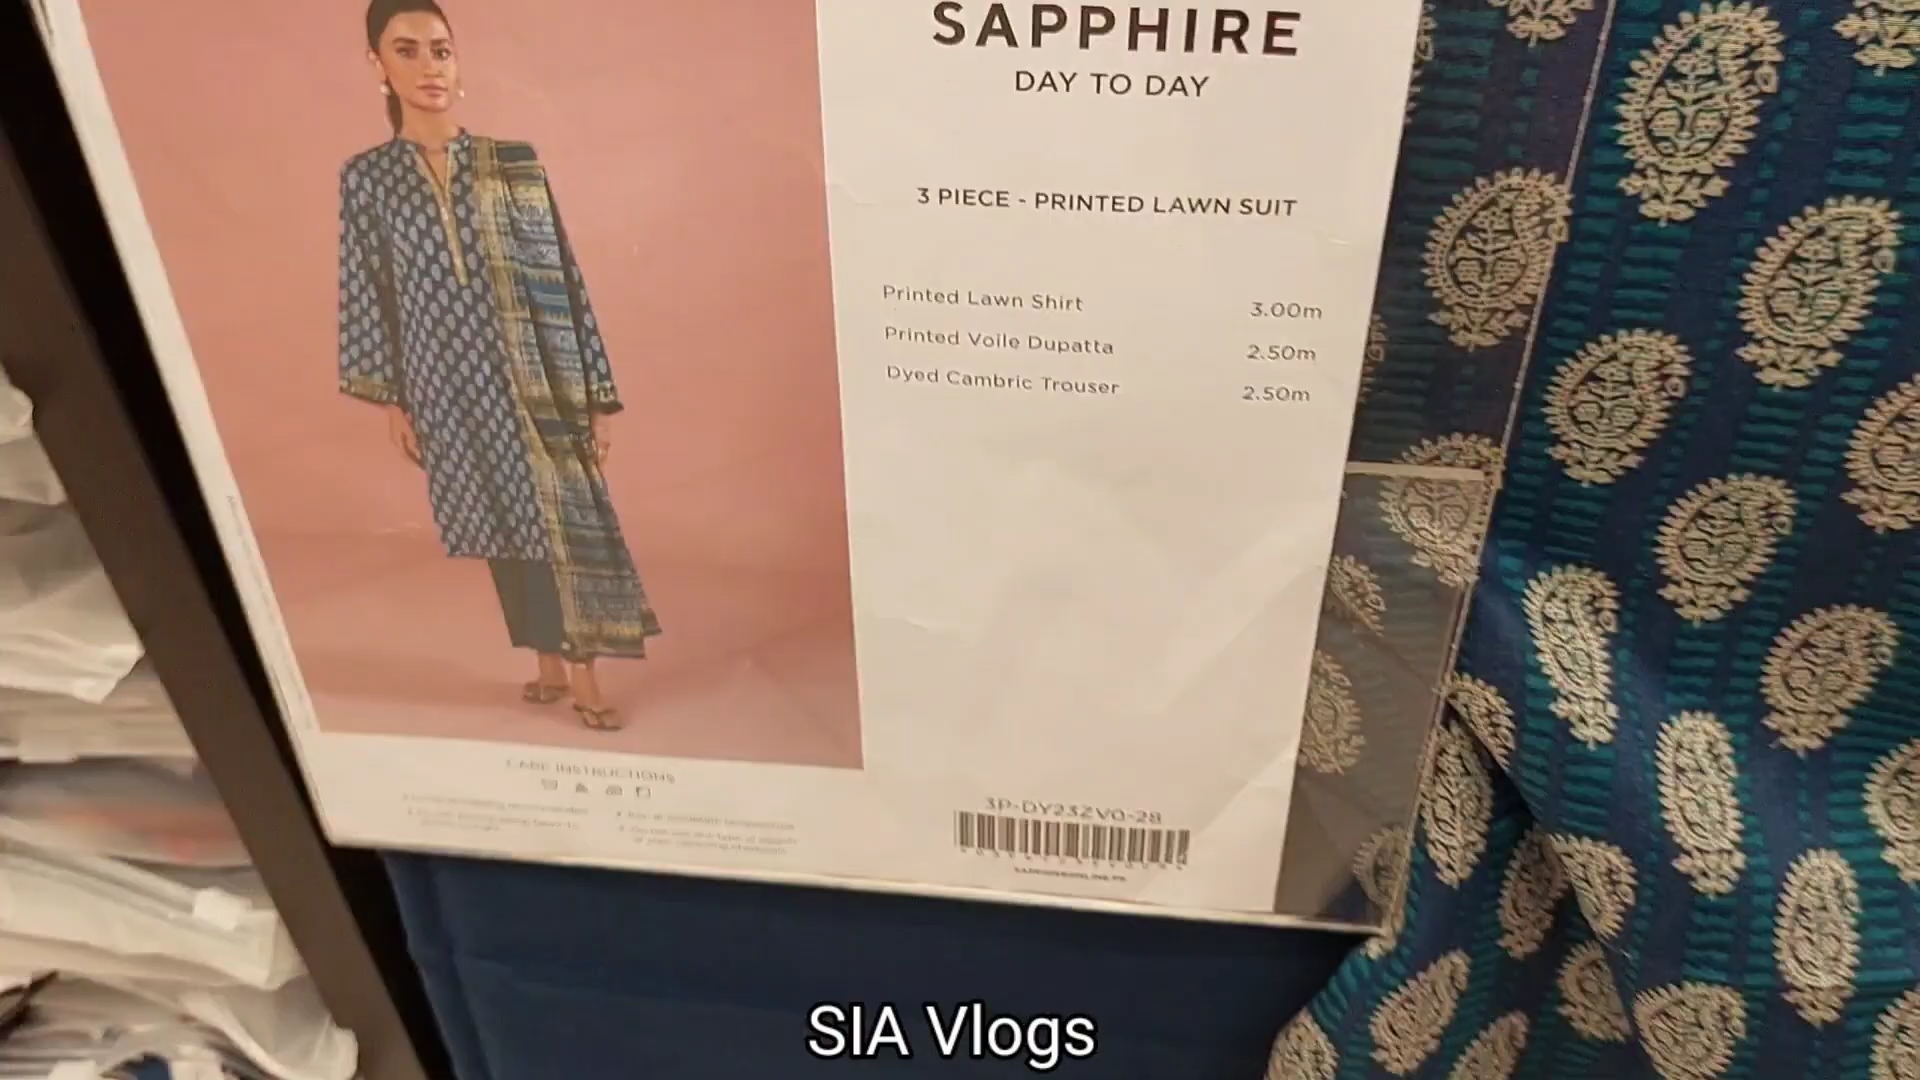 SAPPHIRE
DAY TO DAY
3 PIECE - PRINTED LAWN SUIT
Printed Lawn Shirt 3.00m
Printed Voile Dupatta 2.50m
Dyed Cambric Trouser 2.50m
CARE INSTRUCTIONS
3P-DY23ZV0-28
SIA Vlogs